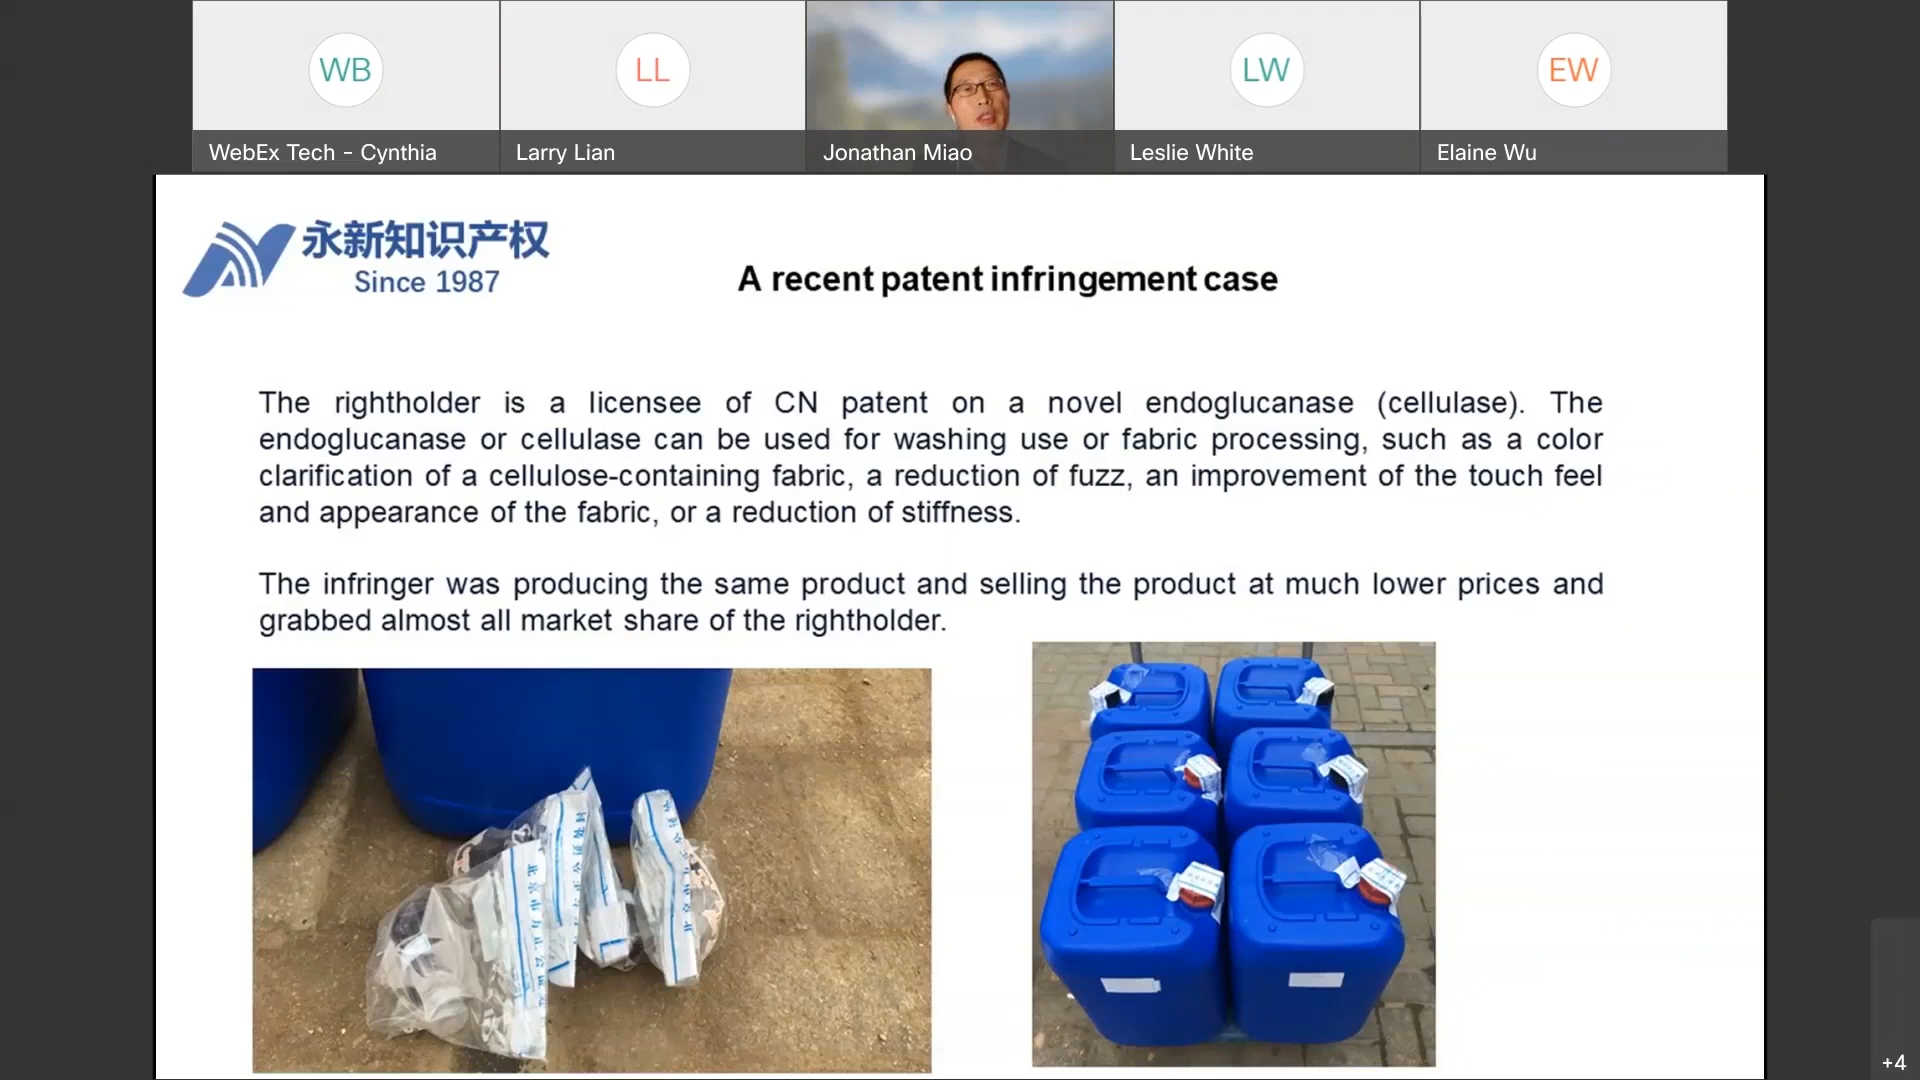 WB
LL
LW
EW
WebEx Tech - Cynthia
Larry Lian
Jonathan Miao
Leslie White
Elaine Wu
永新知识产权
Since 1987
A recent patent infringement case
The rightholder is a licensee of CN patent on a novel endoglucanase (cellulase). The
endoglucanase or cellulase can be used for washing use or fabric processing, such as a color
clarification of a cellulose-containing fabric, a reduction of fuzz, an improvement of the touch feel
and appearance of the fabric, or a reduction of stiffness.
The infringer was producing the same product and selling the product at much lower prices and
grabbed almost all market share of the rightholder.
+4